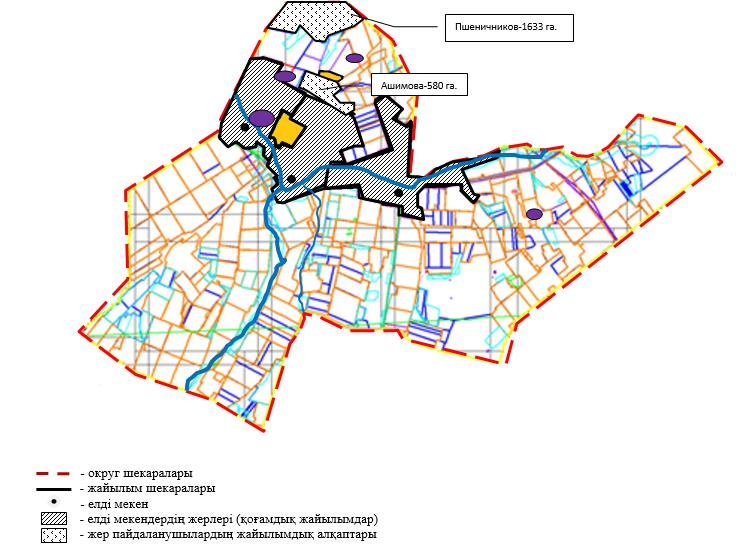 Пшеничников-1633 га.
Ашимова-580 га.
- округ шекаралары
- жайылым шекаралары
- елді мекен
- елді мекендердің жерлері (қоғамдық жайылымдар)
- жер пайдаланушылардың жайылымдық алқаптары